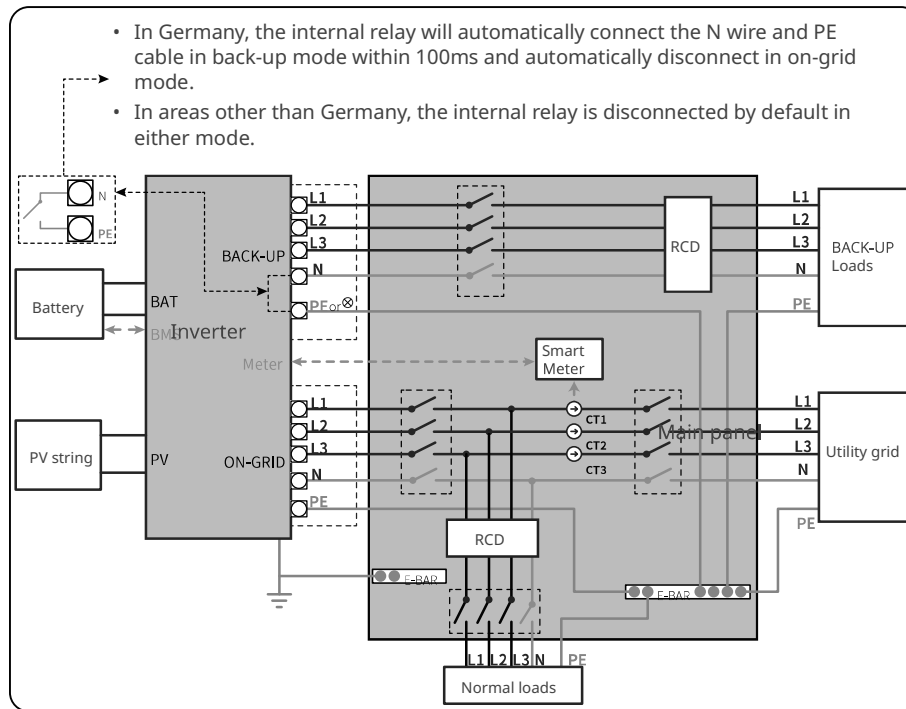 • In Germany, the internal relay will automatically connect the N wire and PE
cable in back-up mode within 100ms and automatically disconnect in on-grid
mode.
• In areas other than Germany, the internal relay is disconnected by default in
either mode.
N
PE
L1
L2
L3
BACK-UP
N
PE or
RCD
L1
L2
L3
N
PE
BACK-UP
Loads
Battery
BAT
BMS
Inverter
Meter
Smart
Meter
L1
L2
L3
ON-GRID
N
PE
CT1
CT2
CT3
Main panel
L1
L2
L3
N
PE
Utility grid
PV string
PV
RCD
E-BAR
E-BAR
L1 L2 L3 N PE
Normal loads